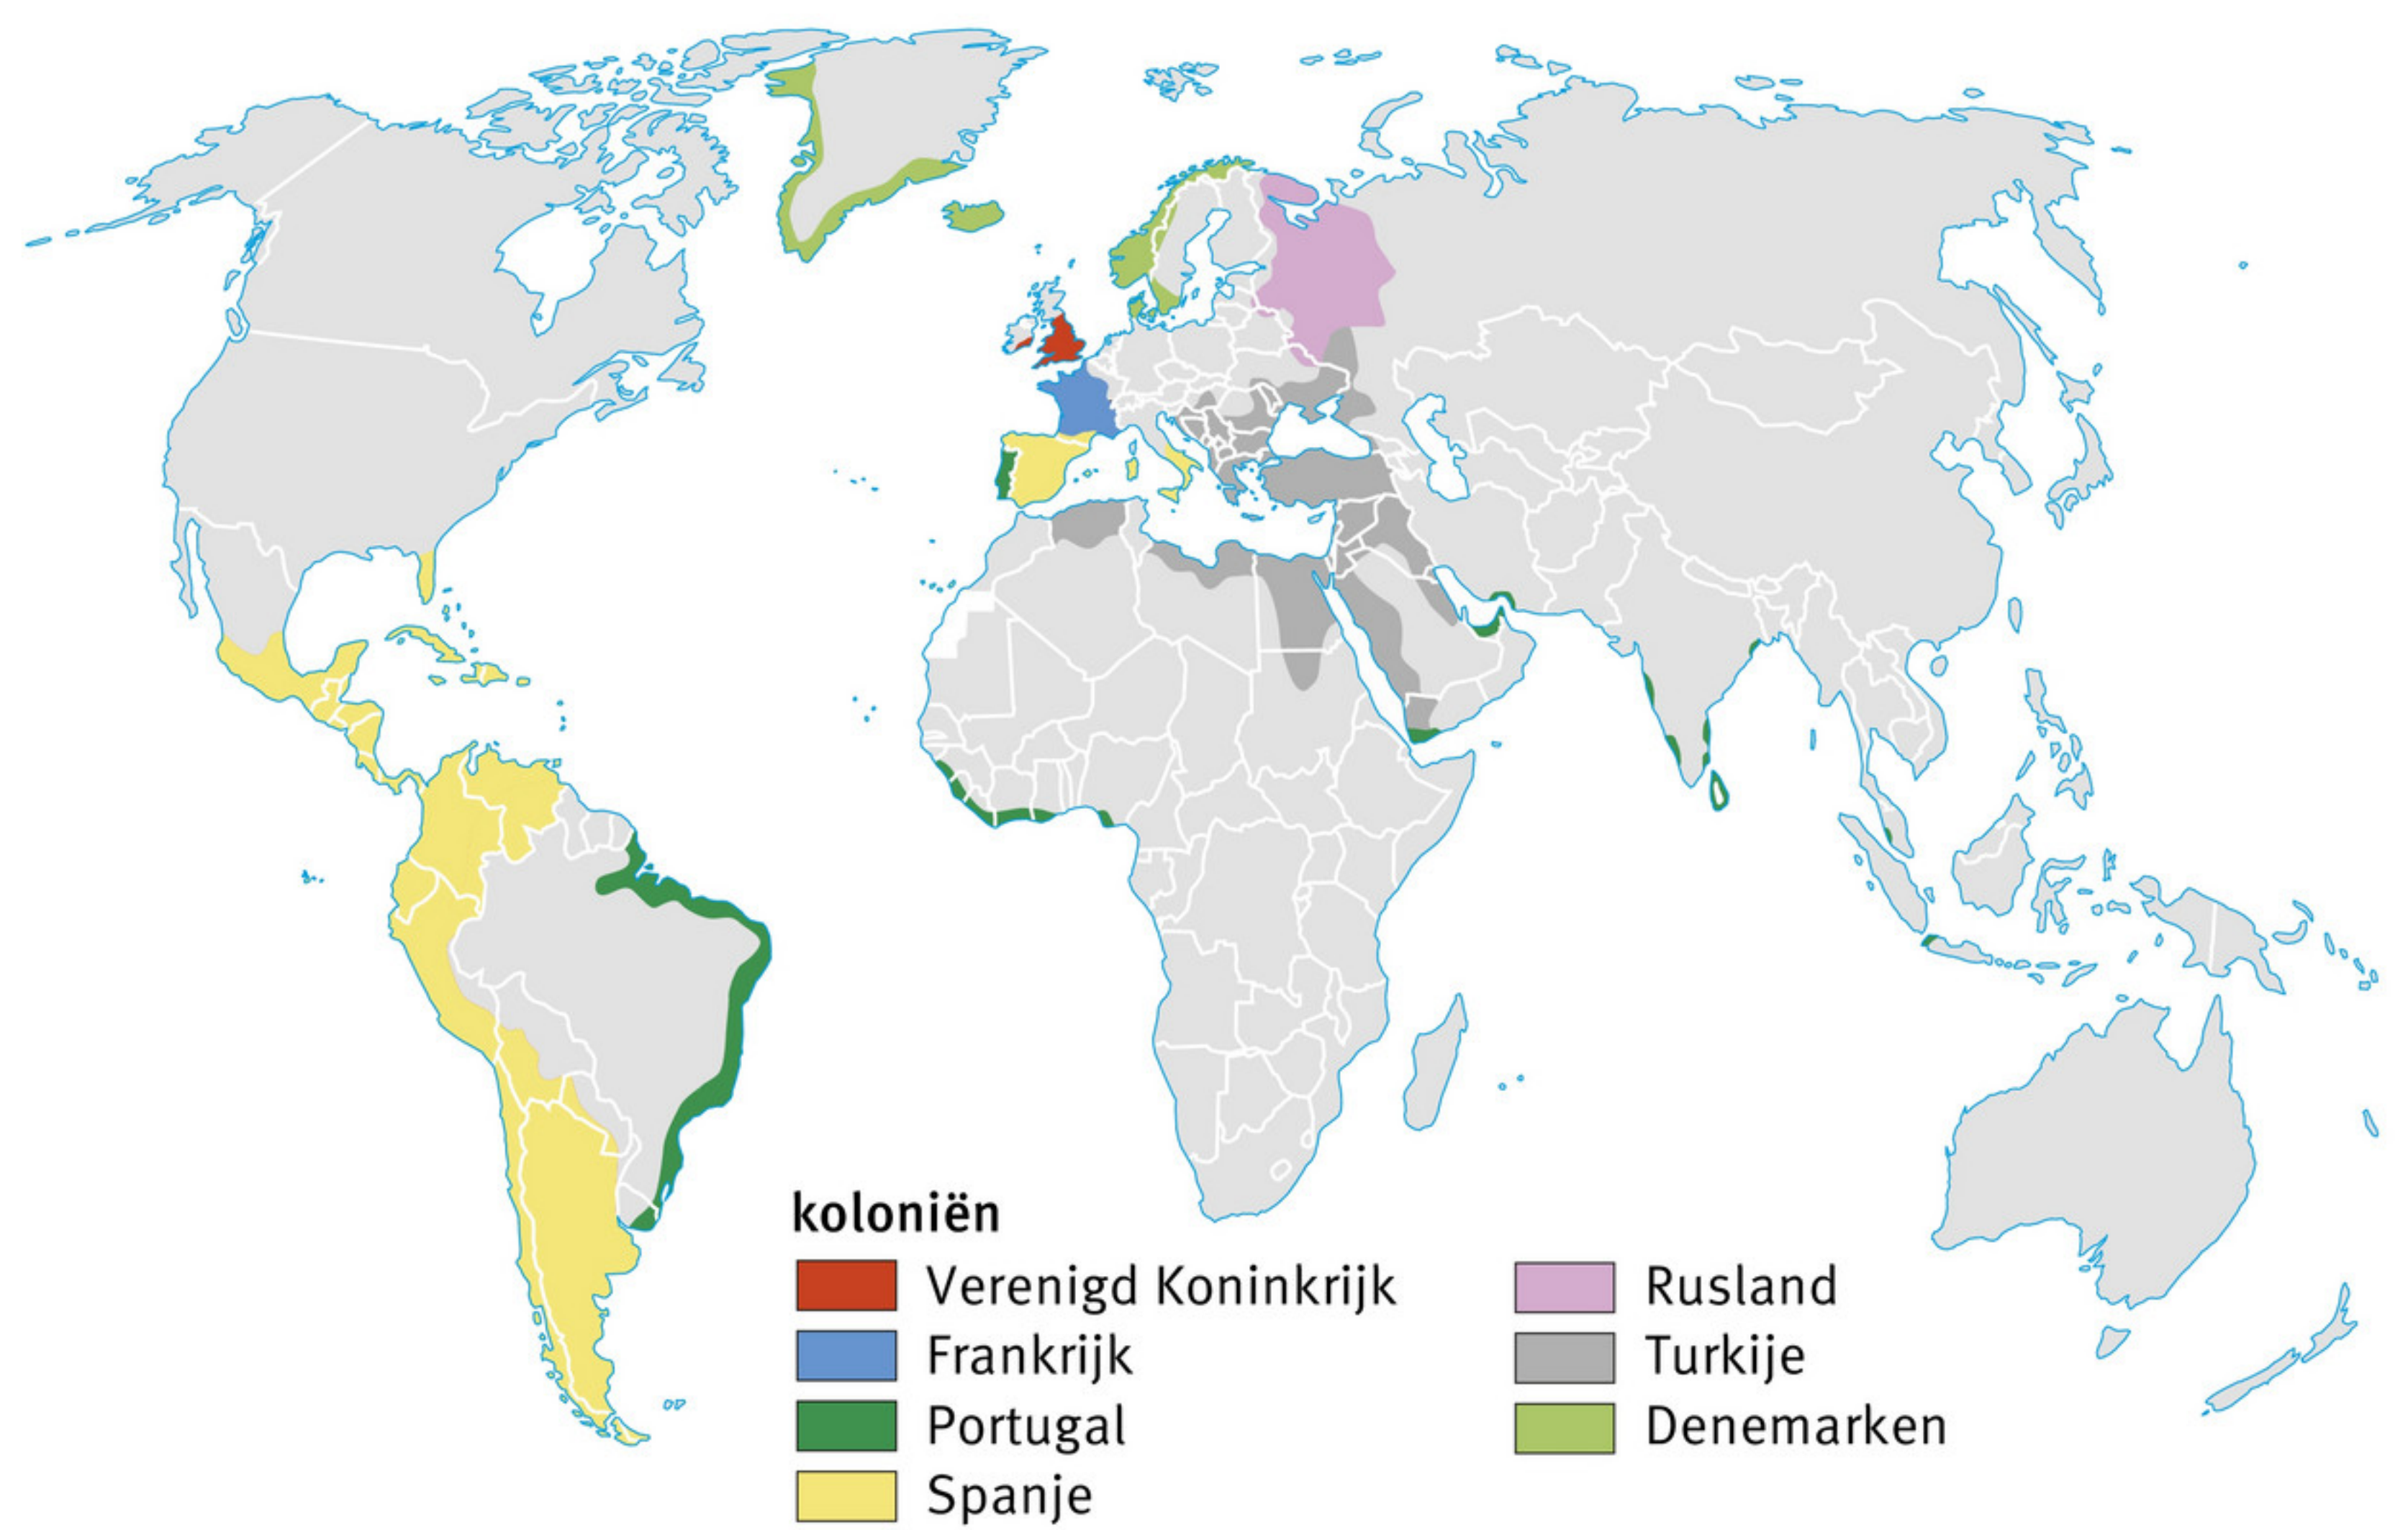 koloniën
Verenigd Koninkrijk
Frankrijk
Portugal
Spanje
Rusland
Turkije
Denemarken